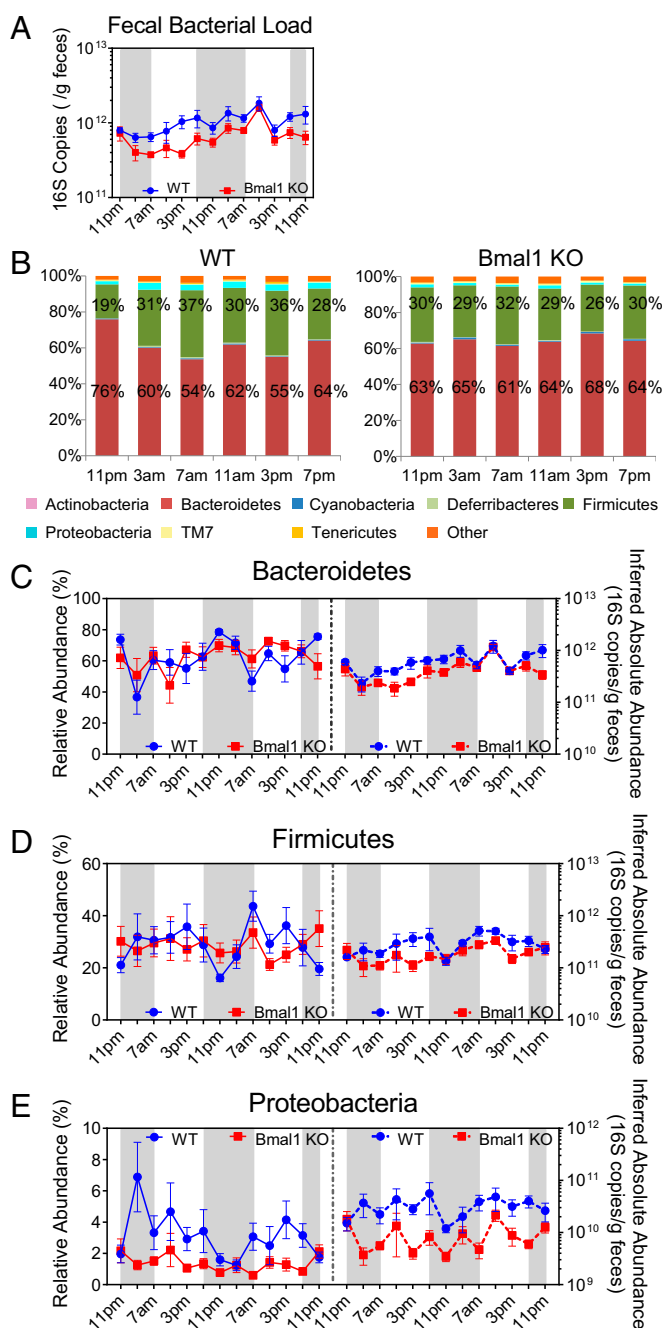 A
Fecal Bacterial Load
16S Copies ( /g feces)
10^13
10^12
10^11
WT
Bmal1 KO
11pm
7am
3pm
11pm
7am
3pm
11pm
B
WT
Bmal1 KO
100%
80%
60%
40%
20%
0%
19% 31% 37% 30% 36% 28%
76% 60% 54% 62% 55% 64%
11pm 3am 7am 11am 3pm 7pm
100%
80%
60%
40%
20%
0%
30% 29% 32% 29% 26% 30%
63% 65% 61% 64% 68% 64%
11pm 3am 7am 11am 3pm 7pm
Actinobacteria Bacteroidetes Cyanobacteria Deferribacteres Firmicutes
Proteobacteria TM7 Tenericutes Other
C
Bacteroidetes
Relative Abundance (%)
100
80
60
40
20
0
WT Bmal1 KO WT Bmal1 KO
10^13
10^12
10^11
10^10
Inferred Absolute Abundance
(16S copies/g feces)
11pm 7am 3pm 11pm 7am 3pm 11pm 11pm 7am 3pm 11pm 7am 3pm 11pm
D
Firmicutes
Relative Abundance (%)
60
40
20
0
WT Bmal1 KO WT Bmal1 KO
10^13
10^12
10^11
10^10
Inferred Absolute Abundance
(16S copies/g feces)
11pm 7am 3pm 11pm 7am 3pm 11pm 11pm 7am 3pm 11pm 7am 3pm 11pm
E
Proteobacteria
Relative Abundance (%)
10
8
6
4
2
0
WT Bmal1 KO WT Bmal1 KO
10^12
10^11
10^10
10^9
Inferred Absolute Abundance
(16S copies/g feces)
11pm 7am 3pm 11pm 7am 3pm 11pm 11pm 7am 3pm 11pm 7am 3pm 11pm